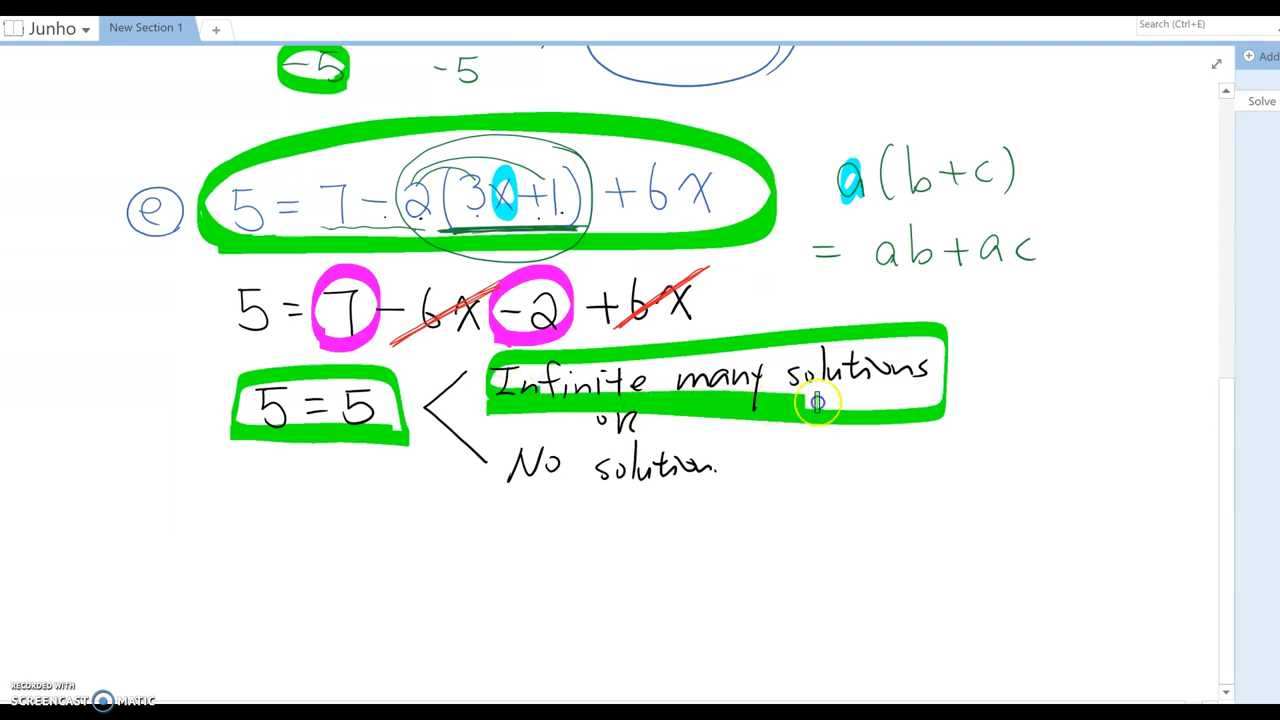 Junho
New Section 1
+
Search (Ctrl+E)
Add
Solve
-5 -5
e 5 = 7 - 2(3x+1) + 6x
a(b+c)
= ab+ac
5 = 7 - 6x - 2 + 6x
5 = 5
Infinite many solutions
or
No solution.
RECORDED WITH
SCREENCAST MATIC